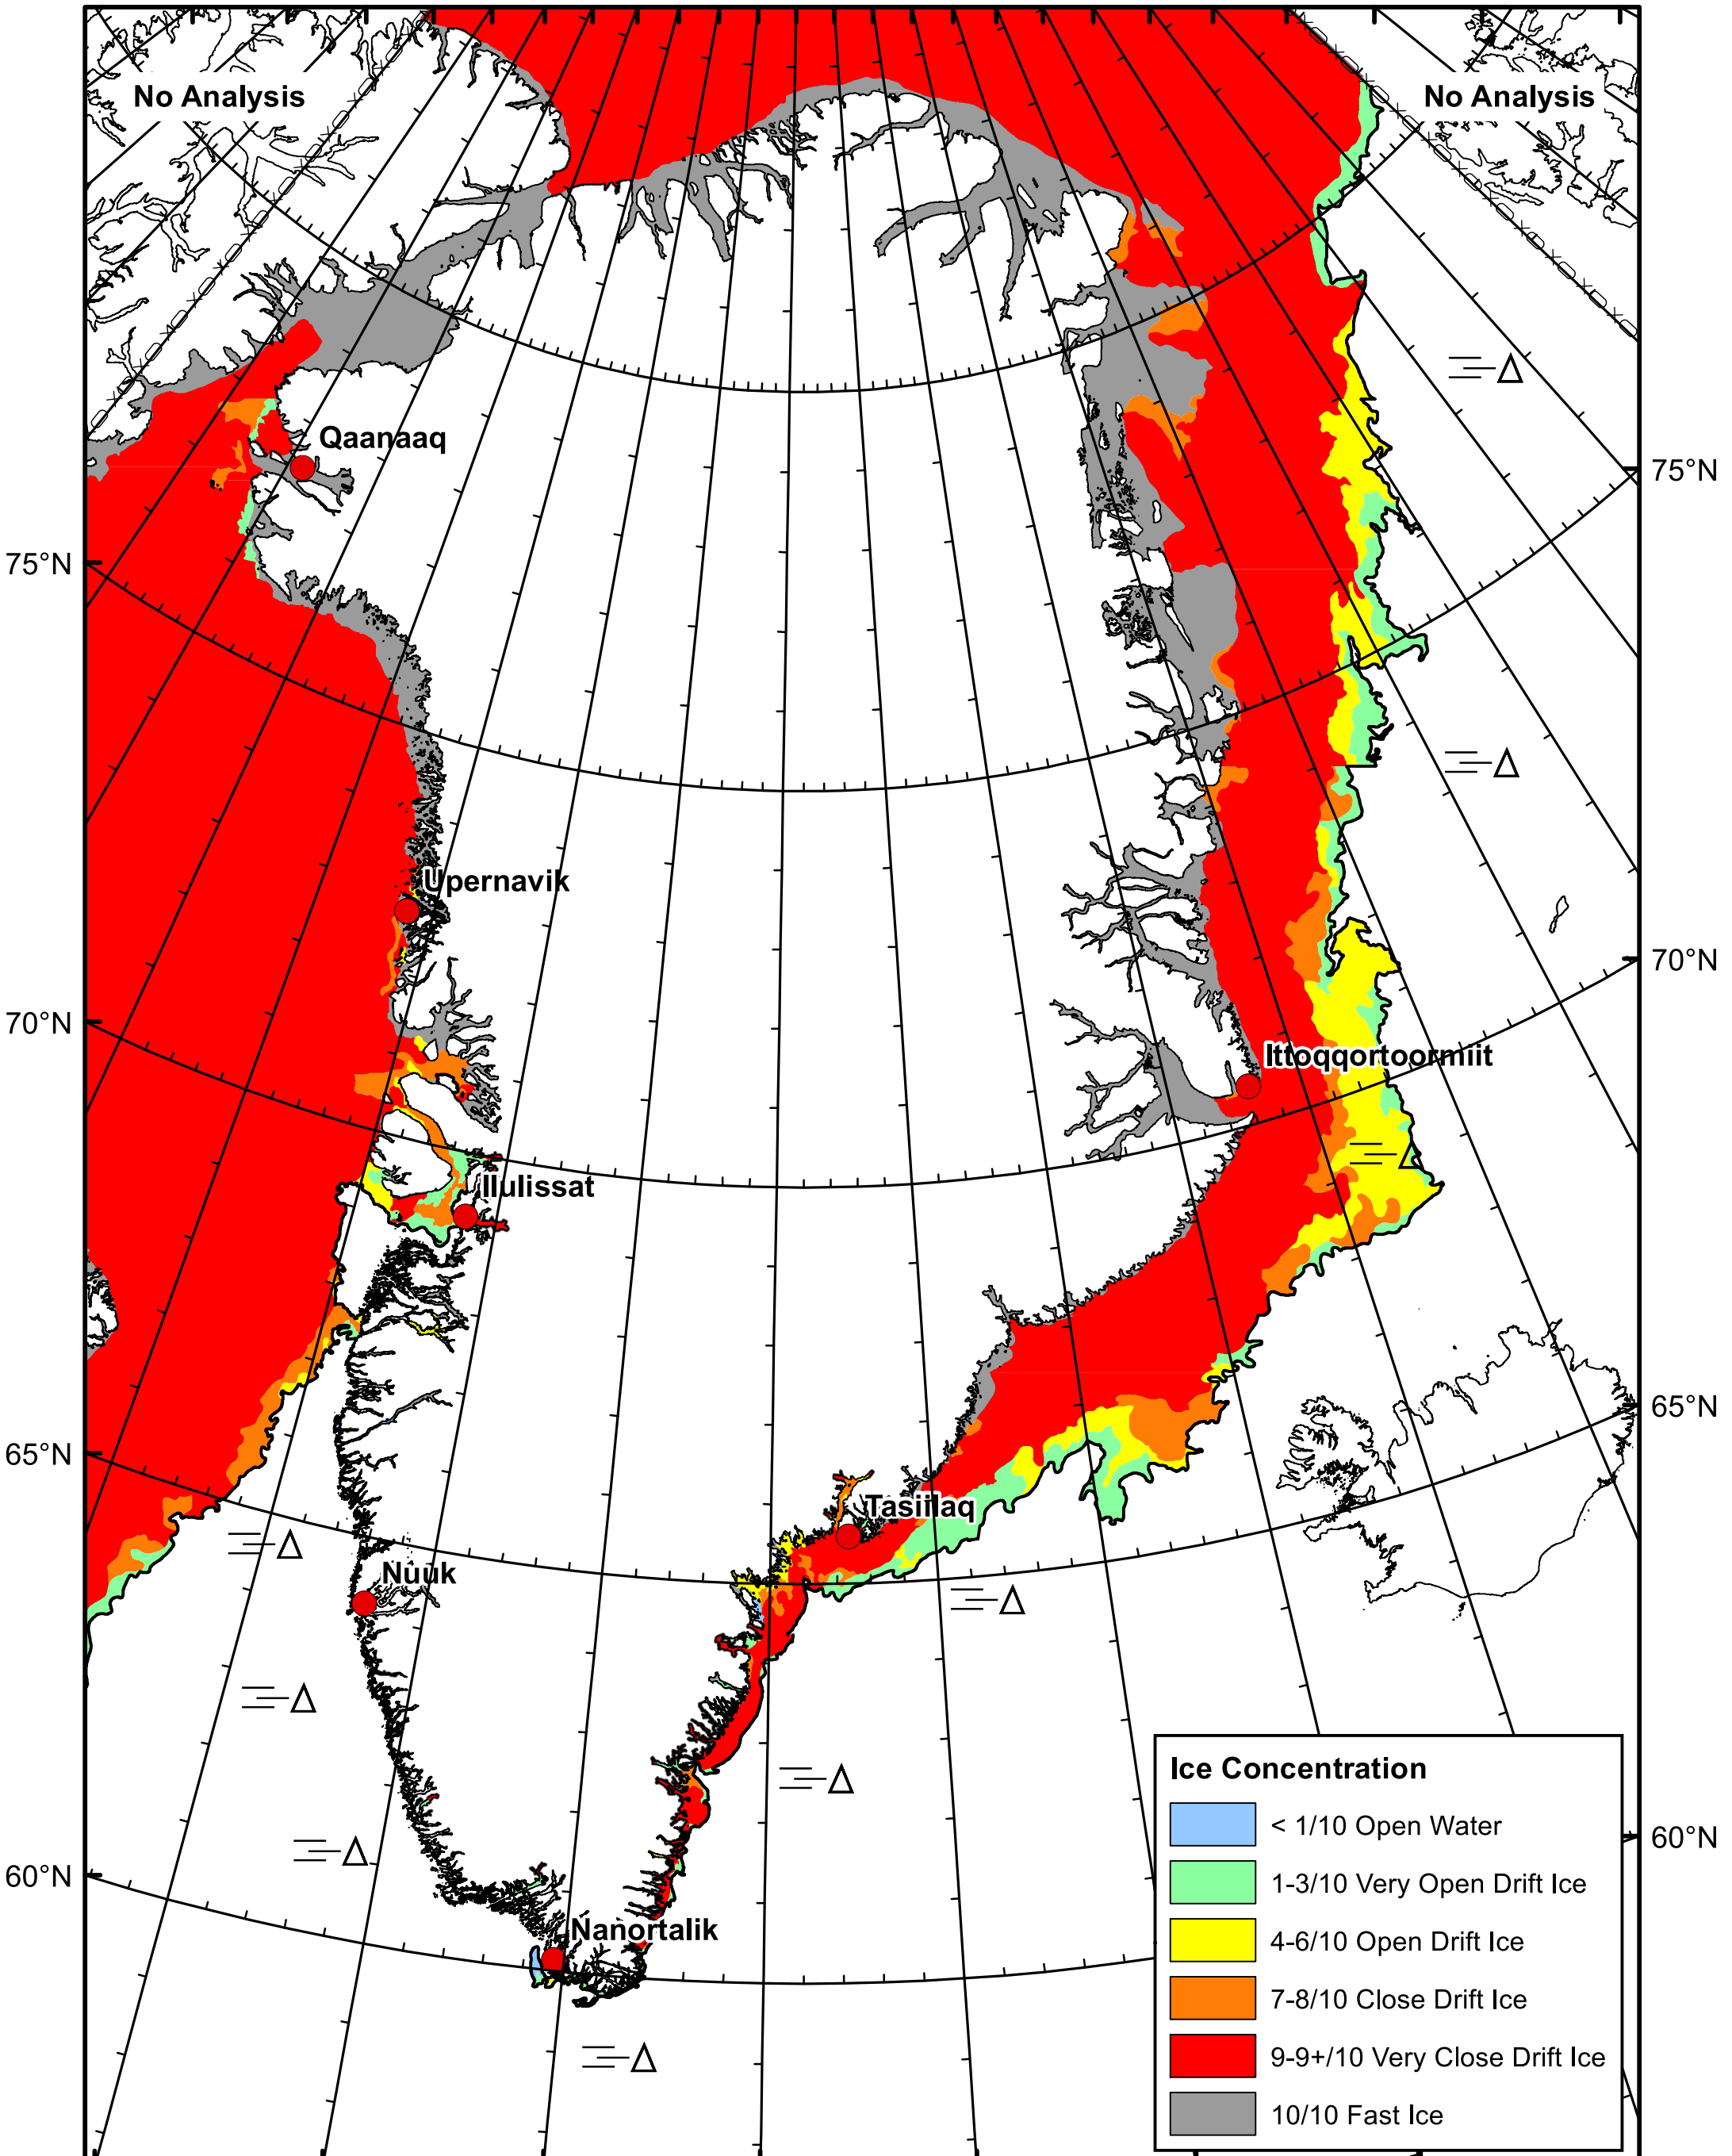 No Analysis
No Analysis
Qaanaaq
75°N
75°N
Upernavik
70°N
70°N
Ittoqqortoormiit
Ilulissat
65°N
65°N
Tasiilaq
Nuuk
60°N
60°N
Nanortalik
Ice Concentration
< 1/10 Open Water
1-3/10 Very Open Drift Ice
4-6/10 Open Drift Ice
7-8/10 Close Drift Ice
9-9+/10 Very Close Drift Ice
10/10 Fast Ice